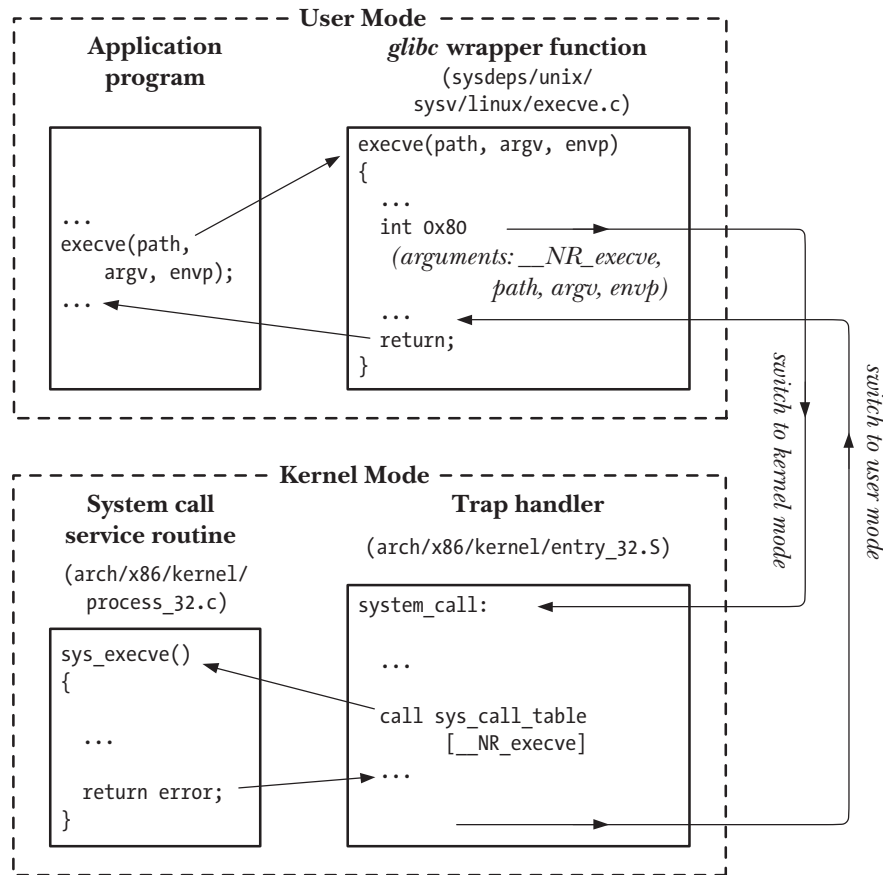 User Mode
Application
program
glibc wrapper function
(sysdeps/unix/
sysv/linux/execve.c)
...
execve(path,
argv, envp);
...
execve(path, argv, envp)
{
...
int 0x80
(arguments: __NR_execve,
path, argv, envp)
...
return;
}
switch to kernel mode
switch to user mode
Kernel Mode
System call
service routine
(arch/x86/kernel/
process_32.c)
sys_execve()
{
...
return error;
}
Trap handler
(arch/x86/kernel/entry_32.S)
system_call:
...
call sys_call_table
[__NR_execve]
...